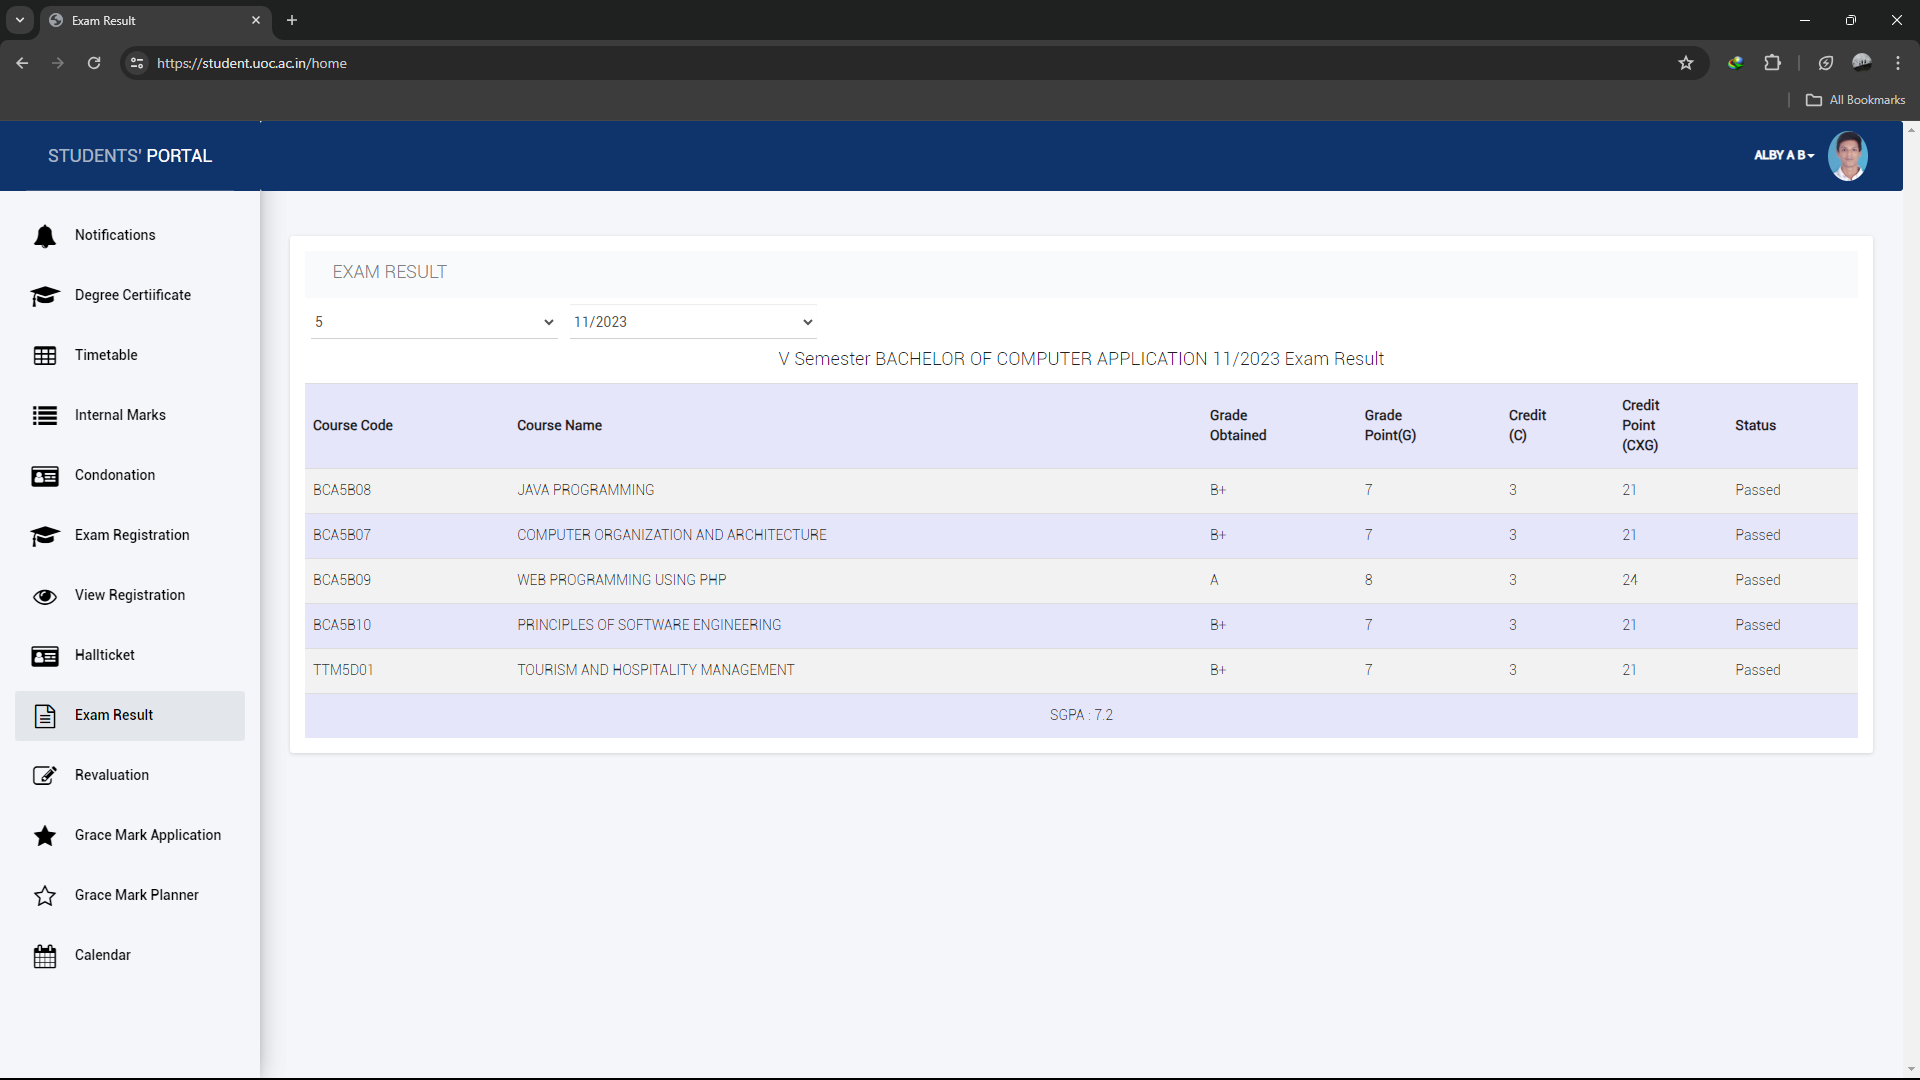 Exam Result
https://student.uoc.ac.in/home
All Bookmarks
STUDENTS' PORTAL
ALBY A B
Notifications
Degree Certiificate
Timetable
Internal Marks
Condonation
Exam Registration
View Registration
Hallticket
Exam Result
Revaluation
Grace Mark Application
Grace Mark Planner
Calendar
EXAM RESULT
5 11/2023
V Semester BACHELOR OF COMPUTER APPLICATION 11/2023 Exam Result
Course Code Course Name Grade Obtained Grade Point(G) Credit (C) Credit Point (CXG) Status
BCA5B08 JAVA PROGRAMMING B+ 7 3 21 Passed
BCA5B07 COMPUTER ORGANIZATION AND ARCHITECTURE B+ 7 3 21 Passed
BCA5B09 WEB PROGRAMMING USING PHP A 8 3 24 Passed
BCA5B10 PRINCIPLES OF SOFTWARE ENGINEERING B+ 7 3 21 Passed
TTM5D01 TOURISM AND HOSPITALITY MANAGEMENT B+ 7 3 21 Passed
SGPA : 7.2